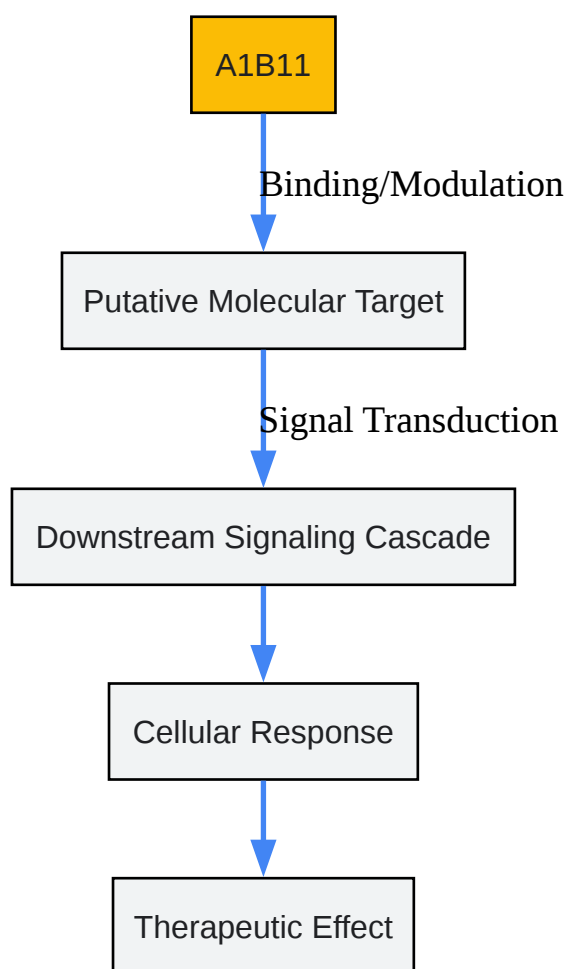 A1B11
Binding/Modulation
Putative Molecular Target
Signal Transduction
Downstream Signaling Cascade
Cellular Response
Therapeutic Effect